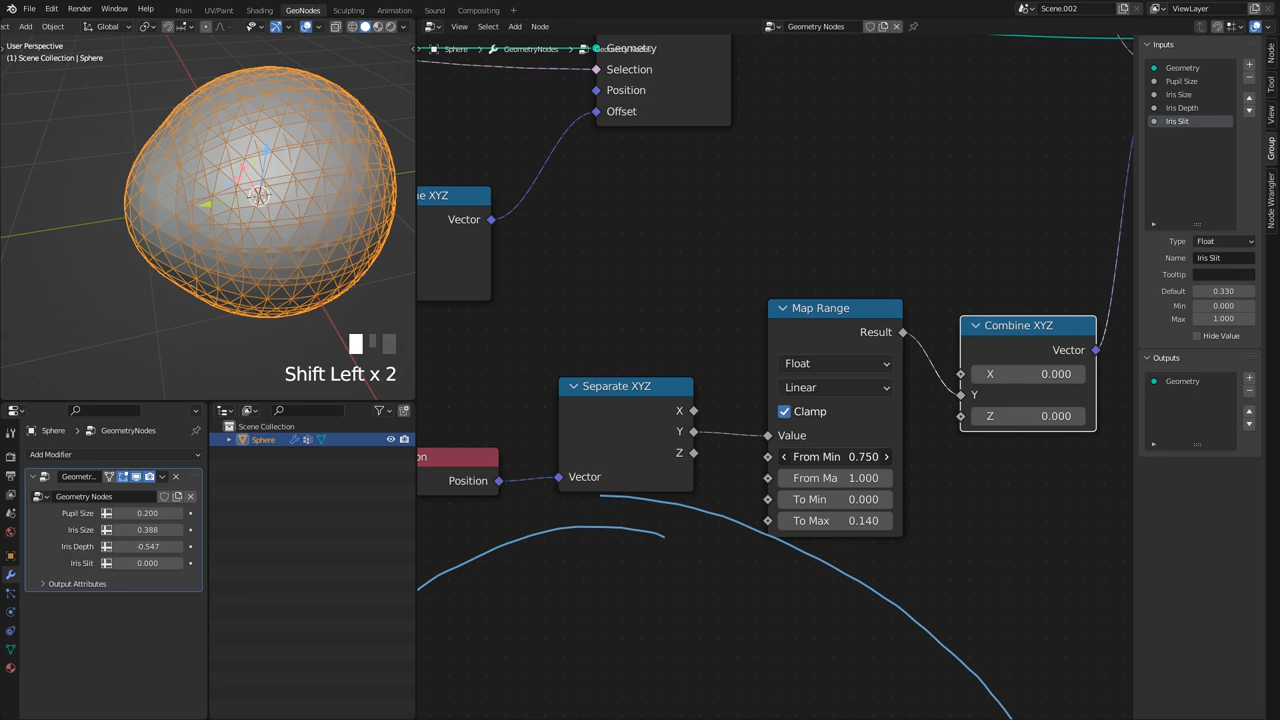 File Edit Render Window Help Main UV/Paint Shading GeoNodes Sculpting Compositing + Scene.002 ViewLayer
ct Add Object Global View Select Add Node Geometry Nodes
User Perspective
(1) Scene Collection | Sphere
Shift Left x 2
Sphere GeometryNodes
Geometry
Selection
Position
Offset
e XYZ
Vector
Separate XYZ
X
Y
Z
Vector
on
Position
Map Range
Result
Float
Linear
Clamp
Value
From Min 0.750
From Ma 1.000
To Min 0.000
To Max 0.140
Combine XYZ
Vector
X 0.000
Y
Z 0.000
Inputs
Geometry
Pupil Size
Iris Size
Iris Depth
Iris Slit
Type Float
Name Iris Slit
Tooltip
Default 0.330
Min 0.000
Max 1.000
Hide Value
Outputs
Geometry
Node
Tool
View
Group
Node Wrangler
Sphere GeometryNodes
Add Modifier
Geometr...
Geometry Nodes
Pupil Size 0.200
Iris Size 0.388
Iris Depth -0.547
Iris Slit 0.000
Output Attributes
Scene Collection
Sphere